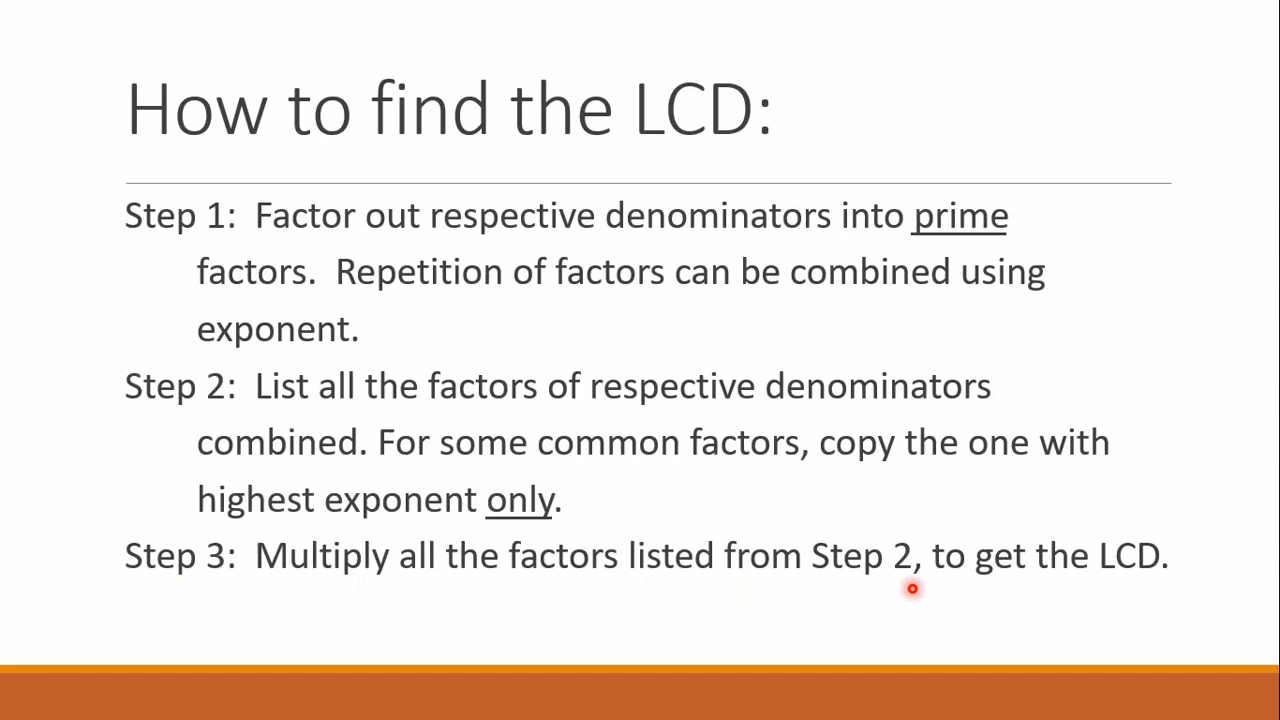 How to find the LCD:
Step 1:  Factor out respective denominators into prime
factors.  Repetition of factors can be combined using
exponent.
Step 2:  List all the factors of respective denominators
combined. For some common factors, copy the one with
highest exponent only.
Step 3:  Multiply all the factors listed from Step 2, to get the LCD.